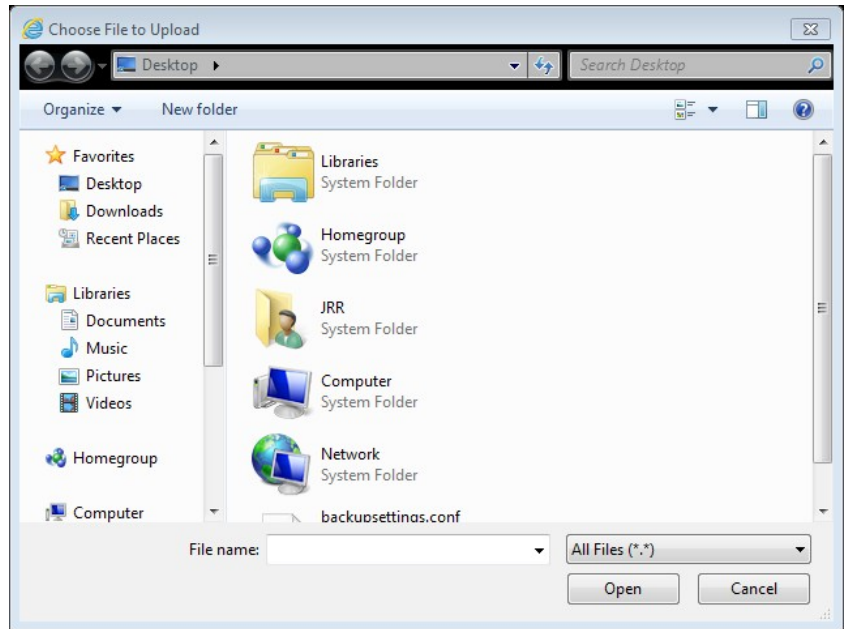 Choose File to Upload
Desktop
Search Desktop
Organize
New folder
Favorites
Desktop
Downloads
Recent Places
Libraries
Documents
Music
Pictures
Videos
Homegroup
Computer
Libraries
System Folder
Homegroup
System Folder
JRR
System Folder
Computer
System Folder
Network
System Folder
backupsettings.conf
File name:
All Files (*.*)
Open
Cancel